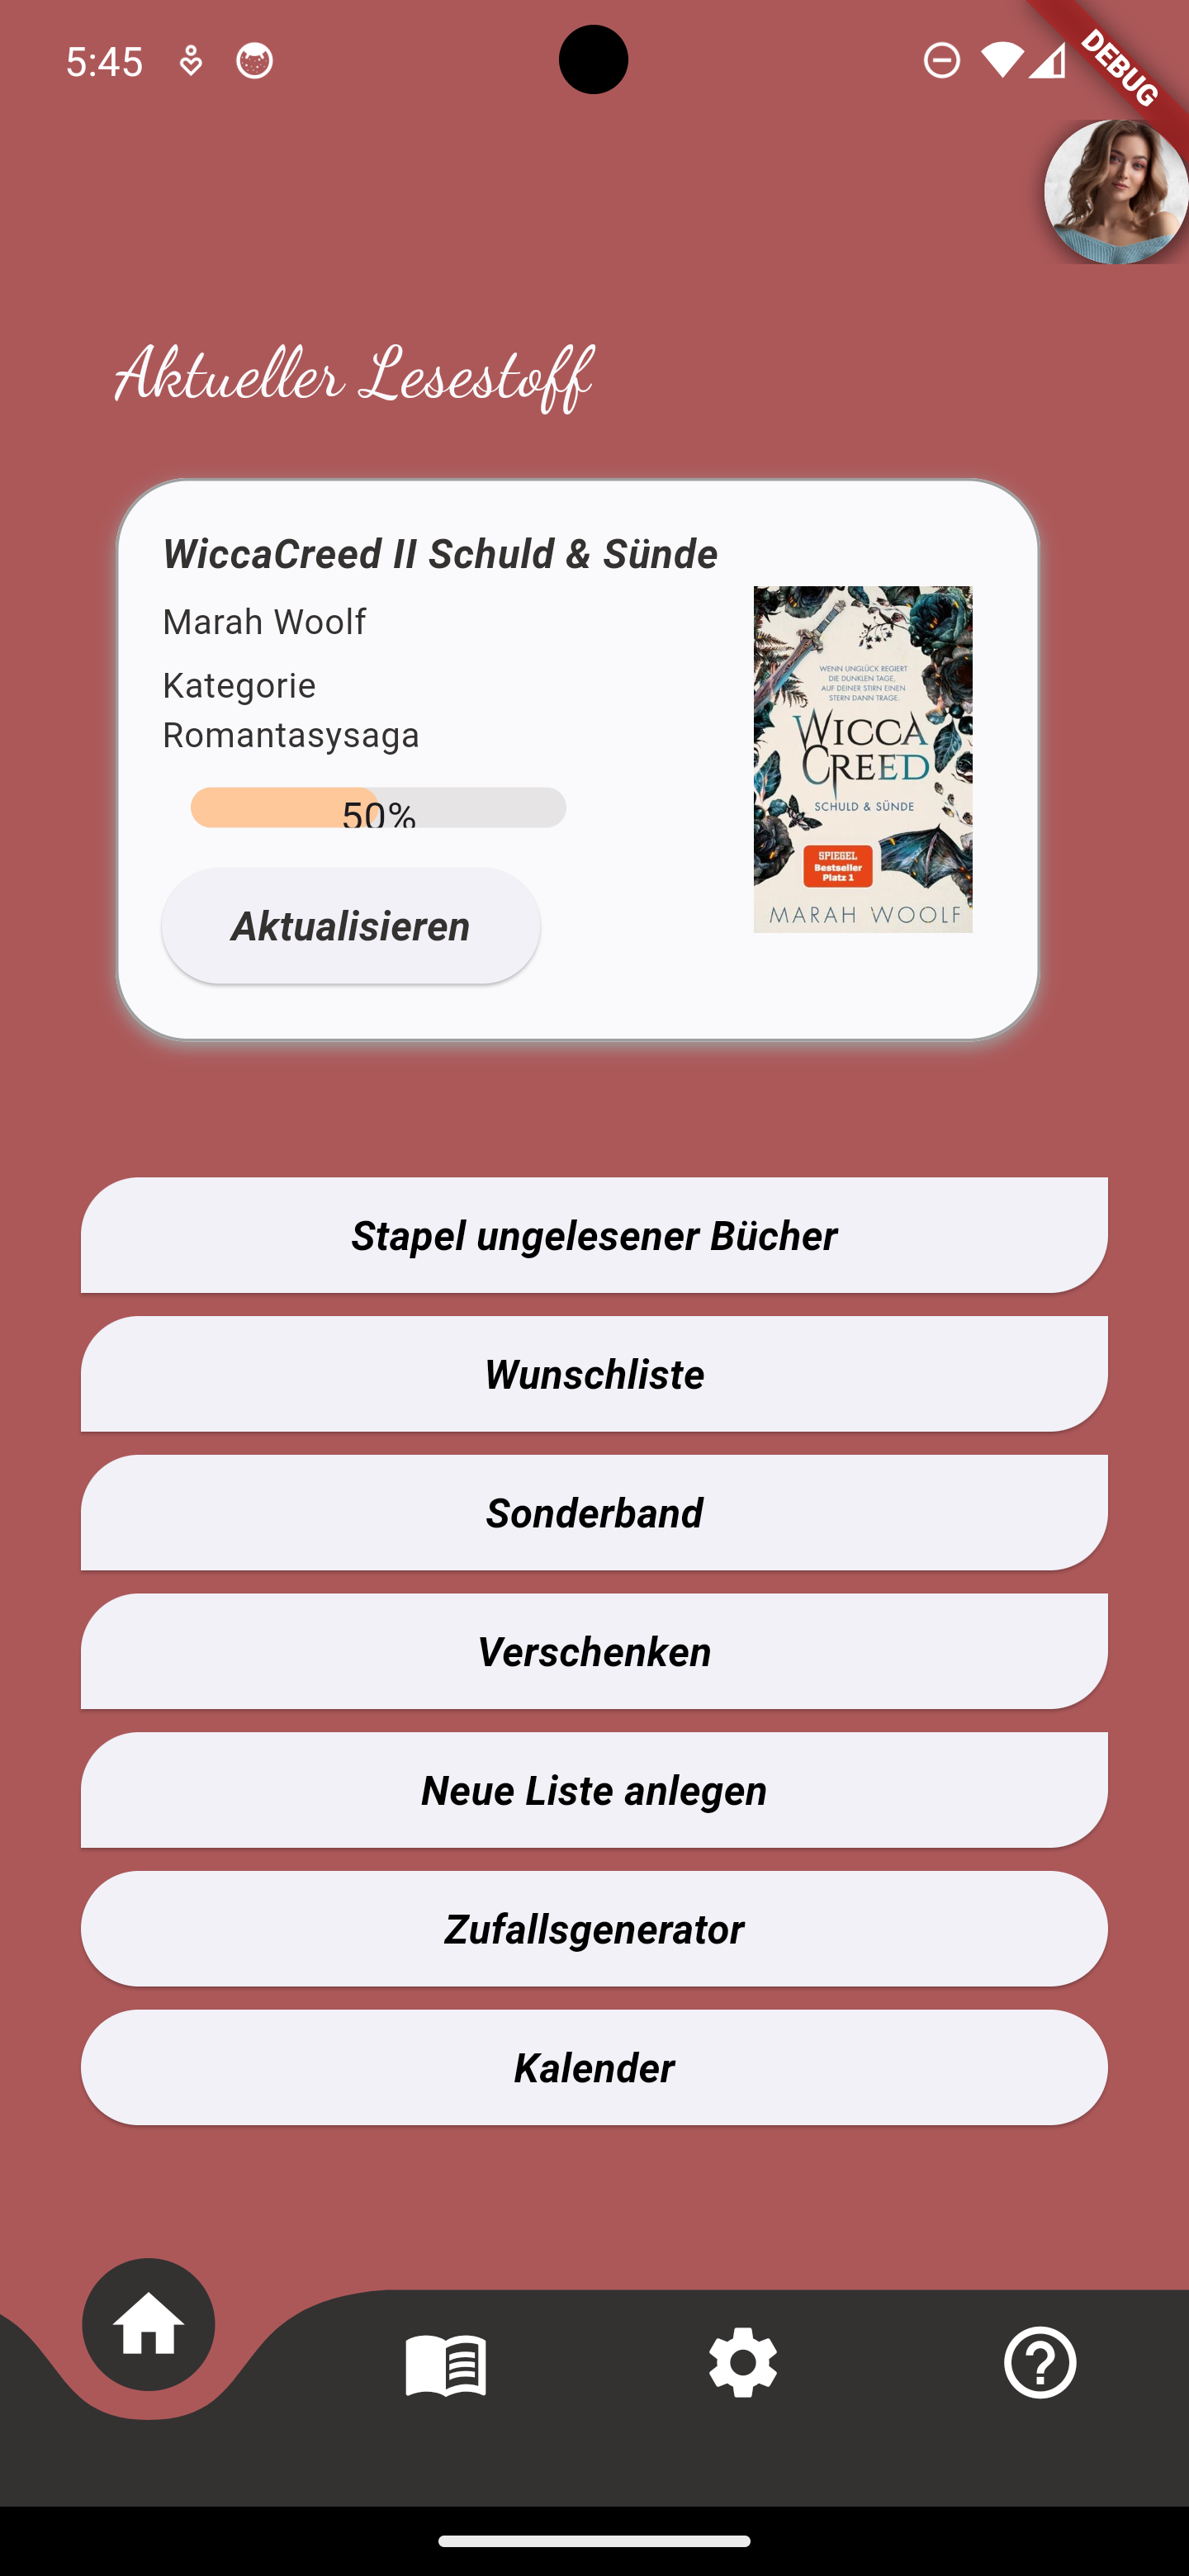 5:45
DEBUG
Aktueller Lesestoff
WiccaCreed II Schuld & Sünde
Marah Woolf
Kategorie
Romantasysaga
50%
Aktualisieren
WENN UNGLÜCK REGIERT
DIE DUNKLEN TAGE,
AUF DEINER STIRN EINEN
STERN DANN TRAGE.
WICCA
CREED
SCHULD & SÜNDE
SPIEGEL
Bestseller
Platz 1
MARAH WOOLF
Stapel ungelesener Bücher
Wunschliste
Sonderband
Verschenken
Neue Liste anlegen
Zufallsgenerator
Kalender